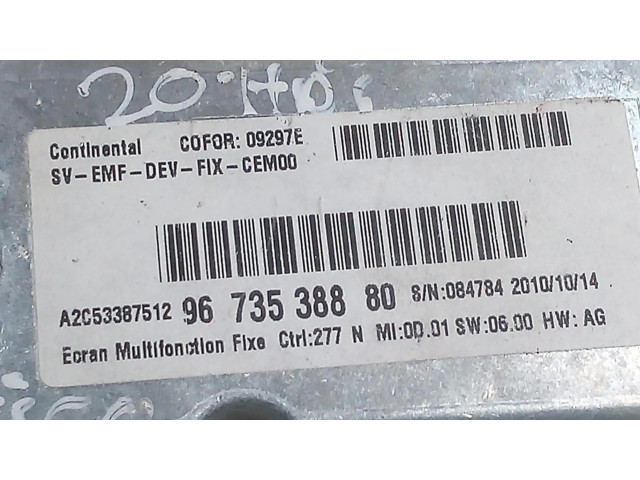 20 HDi
Continental COFOR: 09297E
SV-EMF-DEV-FIX-CEM00
A2C53387512 96 735 388 80 S/N:084784 2010/10/14
Ecran Multifonction Fixe Ctrl:277 N MI:00.01 SW:06.00 HW: AG